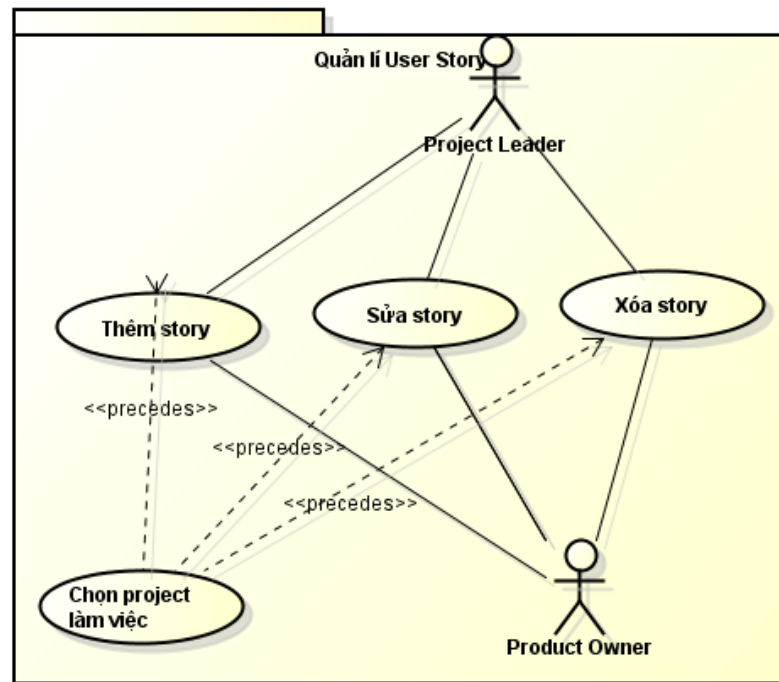 Quản lí User Story
Project Leader
Thêm story
Sửa story
Xóa story
<<precedes>>
<<precedes>>
<<precedes>>
Chọn project
làm việc
Product Owner